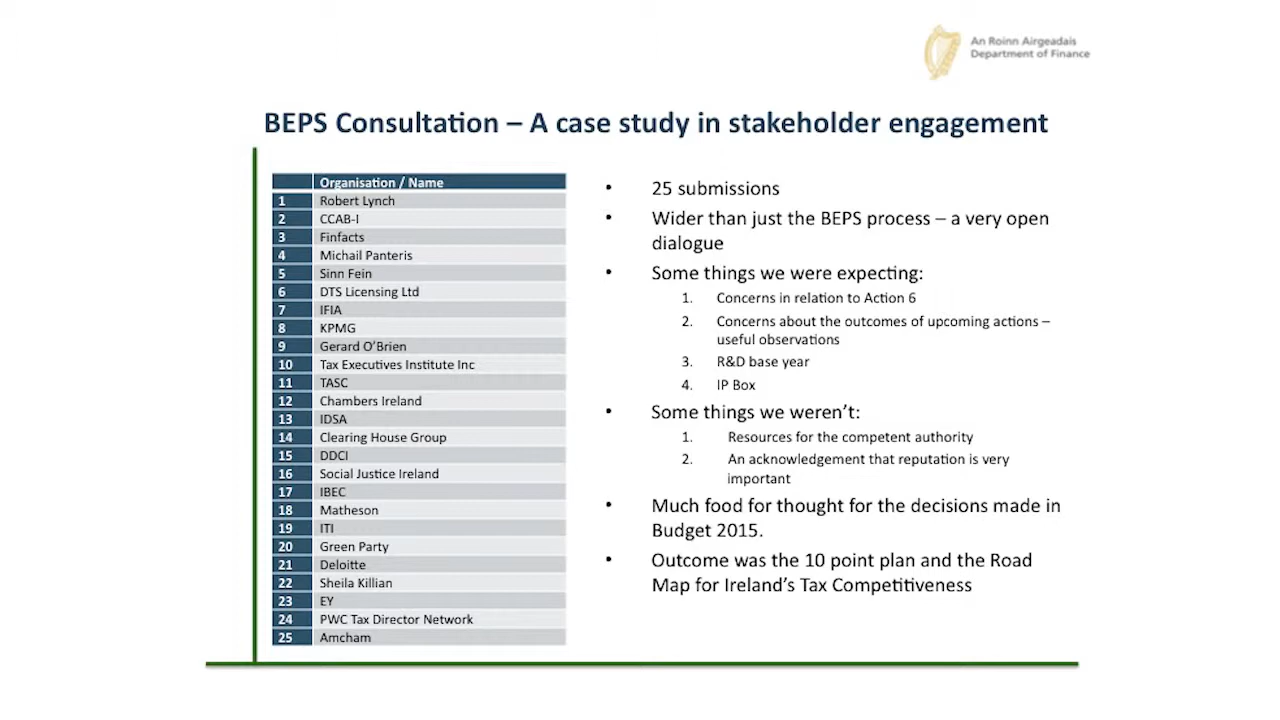 An Roinn Airgeadais
Department of Finance
BEPS Consultation – A case study in stakeholder engagement
Organisation / Name
1 Robert Lynch
2 CCAB-I
3 Finfacts
4 Michail Panteris
5 Sinn Fein
6 DTS Licensing Ltd
7 IFIA
8 KPMG
9 Gerard O'Brien
10 Tax Executives Institute Inc
11 TASC
12 Chambers Ireland
13 IDSA
14 Clearing House Group
15 DDCI
16 Social Justice Ireland
17 IBEC
18 Matheson
19 ITI
20 Green Party
21 Deloitte
22 Sheila Killian
23 EY
24 PWC Tax Director Network
25 Amcham
• 25 submissions
• Wider than just the BEPS process – a very open
dialogue
• Some things we were expecting:
1. Concerns in relation to Action 6
2. Concerns about the outcomes of upcoming actions –
useful observations
3. R&D base year
4. IP Box
• Some things we weren't:
1. Resources for the competent authority
2. An acknowledgement that reputation is very
important
• Much food for thought for the decisions made in
Budget 2015.
• Outcome was the 10 point plan and the Road
Map for Ireland's Tax Competitiveness